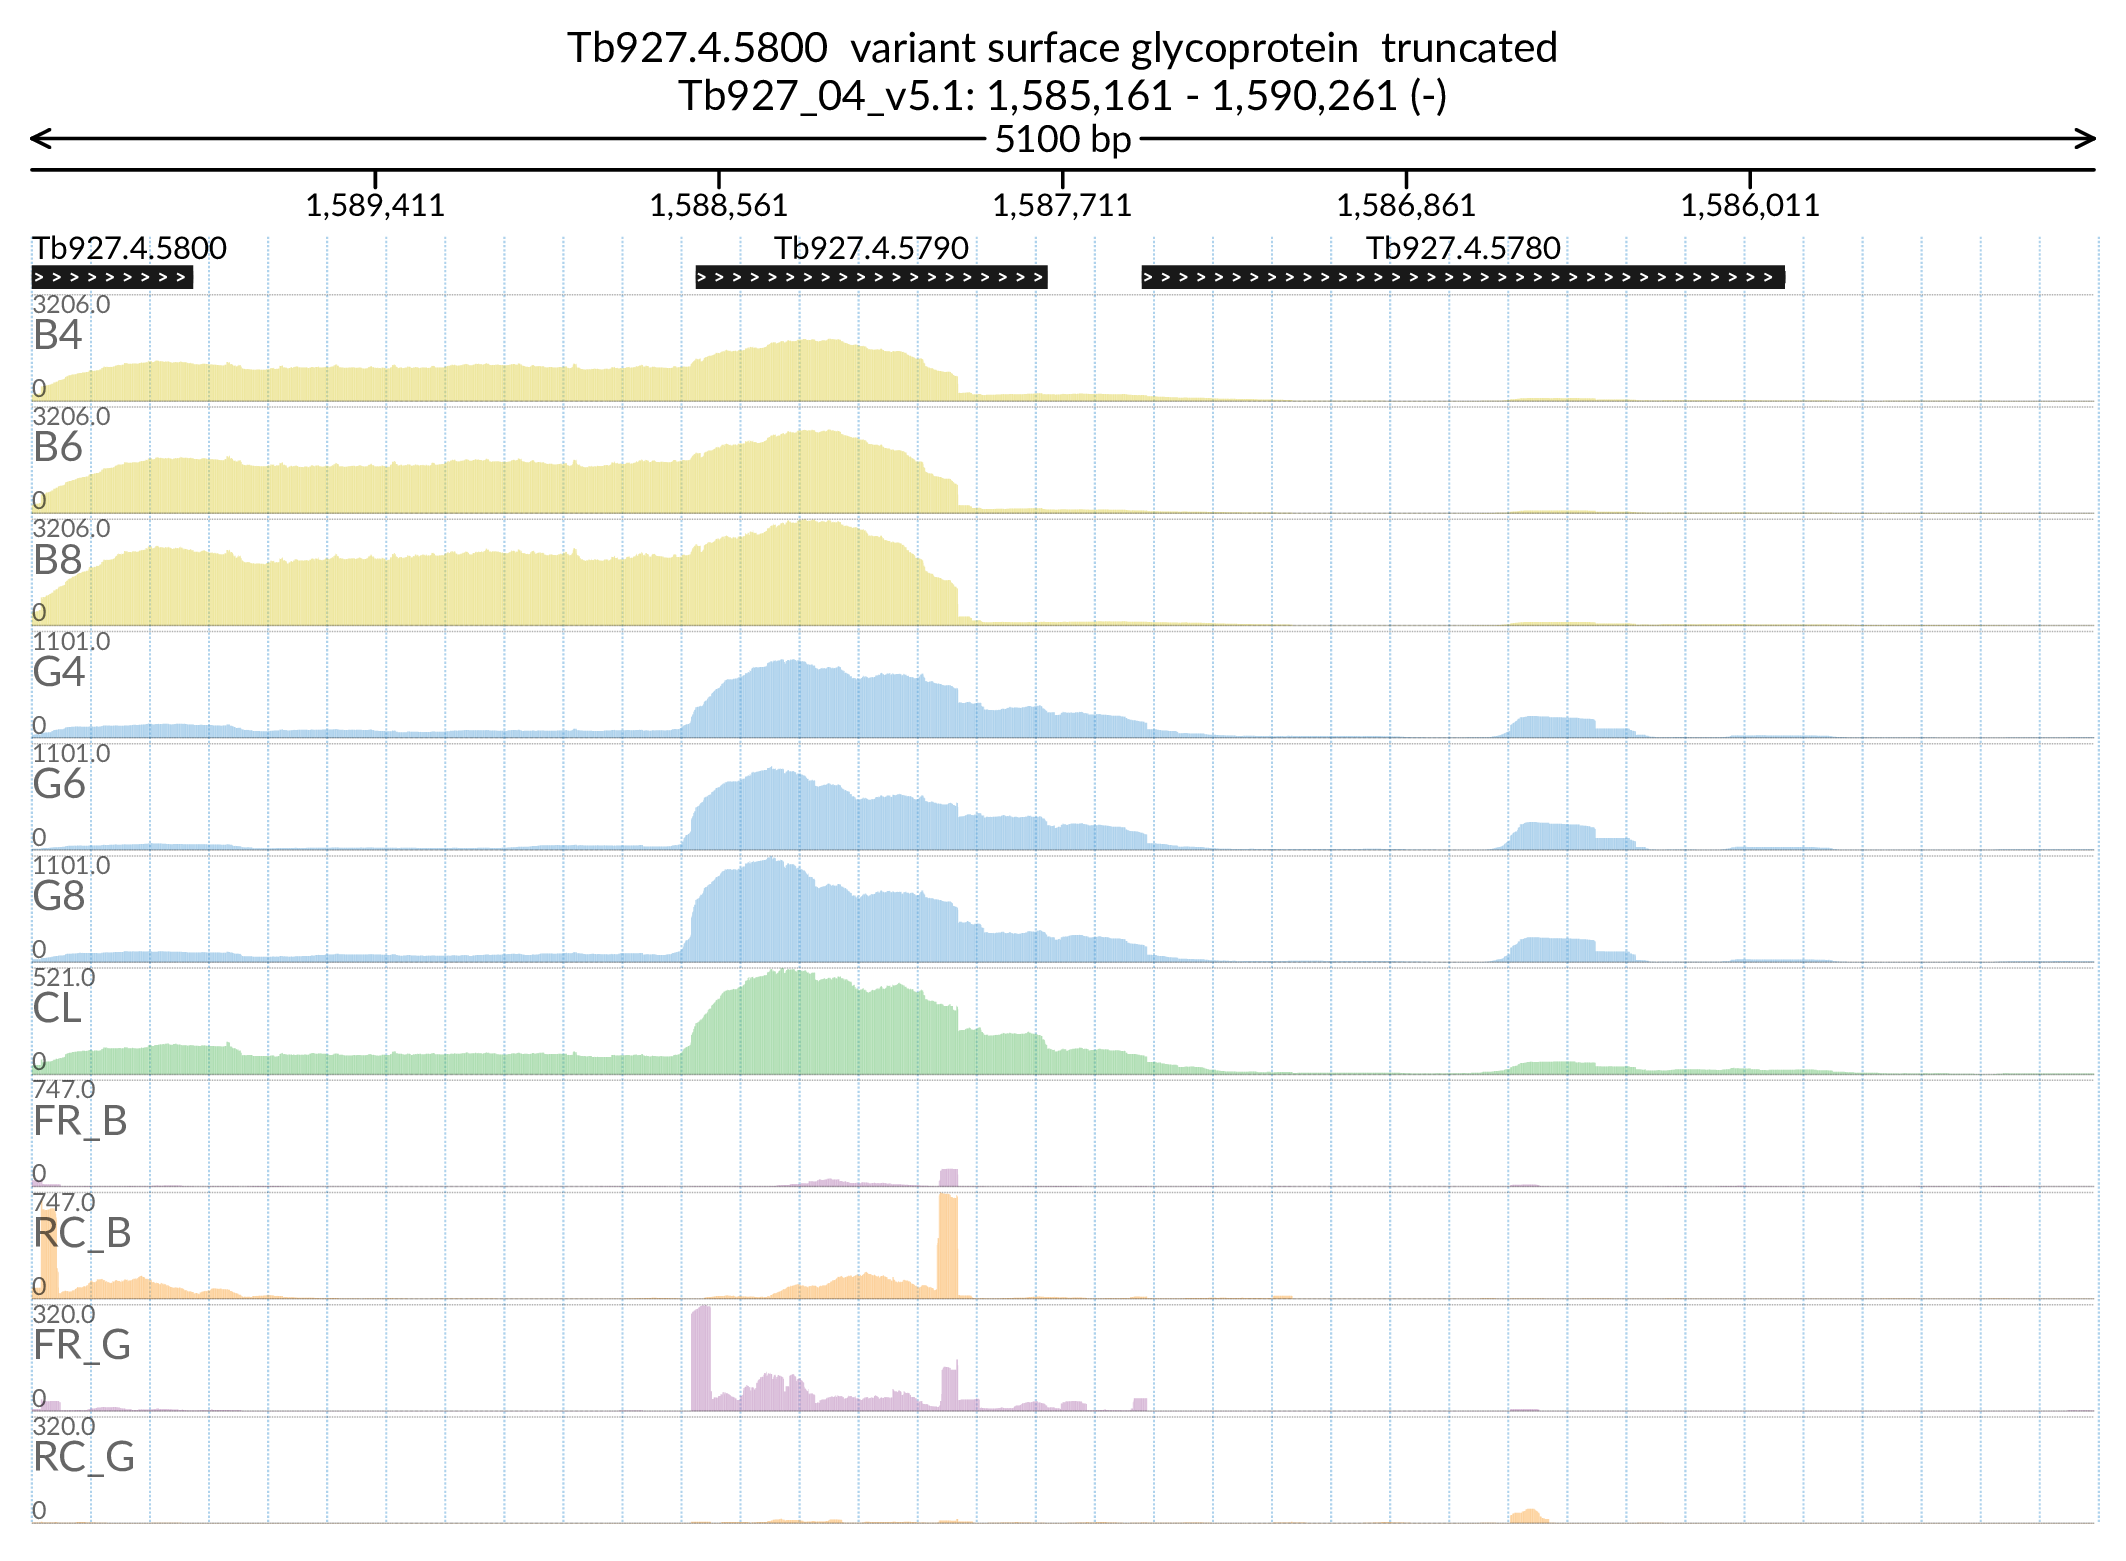 Tb927.4.5800 variant surface glycoprotein truncated
Tb927_04_v5.1: 1,585,161 - 1,590,261 (-)
5100 bp
1,589,411 1,588,561 1,587,711 1,586,861 1,586,011
Tb927.4.5800 Tb927.4.5790 Tb927.4.5780
3206.0
B4
0
3206.0
B6
0
3206.0
B8
0
1101.0
G4
0
1101.0
G6
0
1101.0
G8
0
521.0
CL
0
747.0
FR_B
0
747.0
RC_B
0
320.0
FR_G
0
320.0
RC_G
0